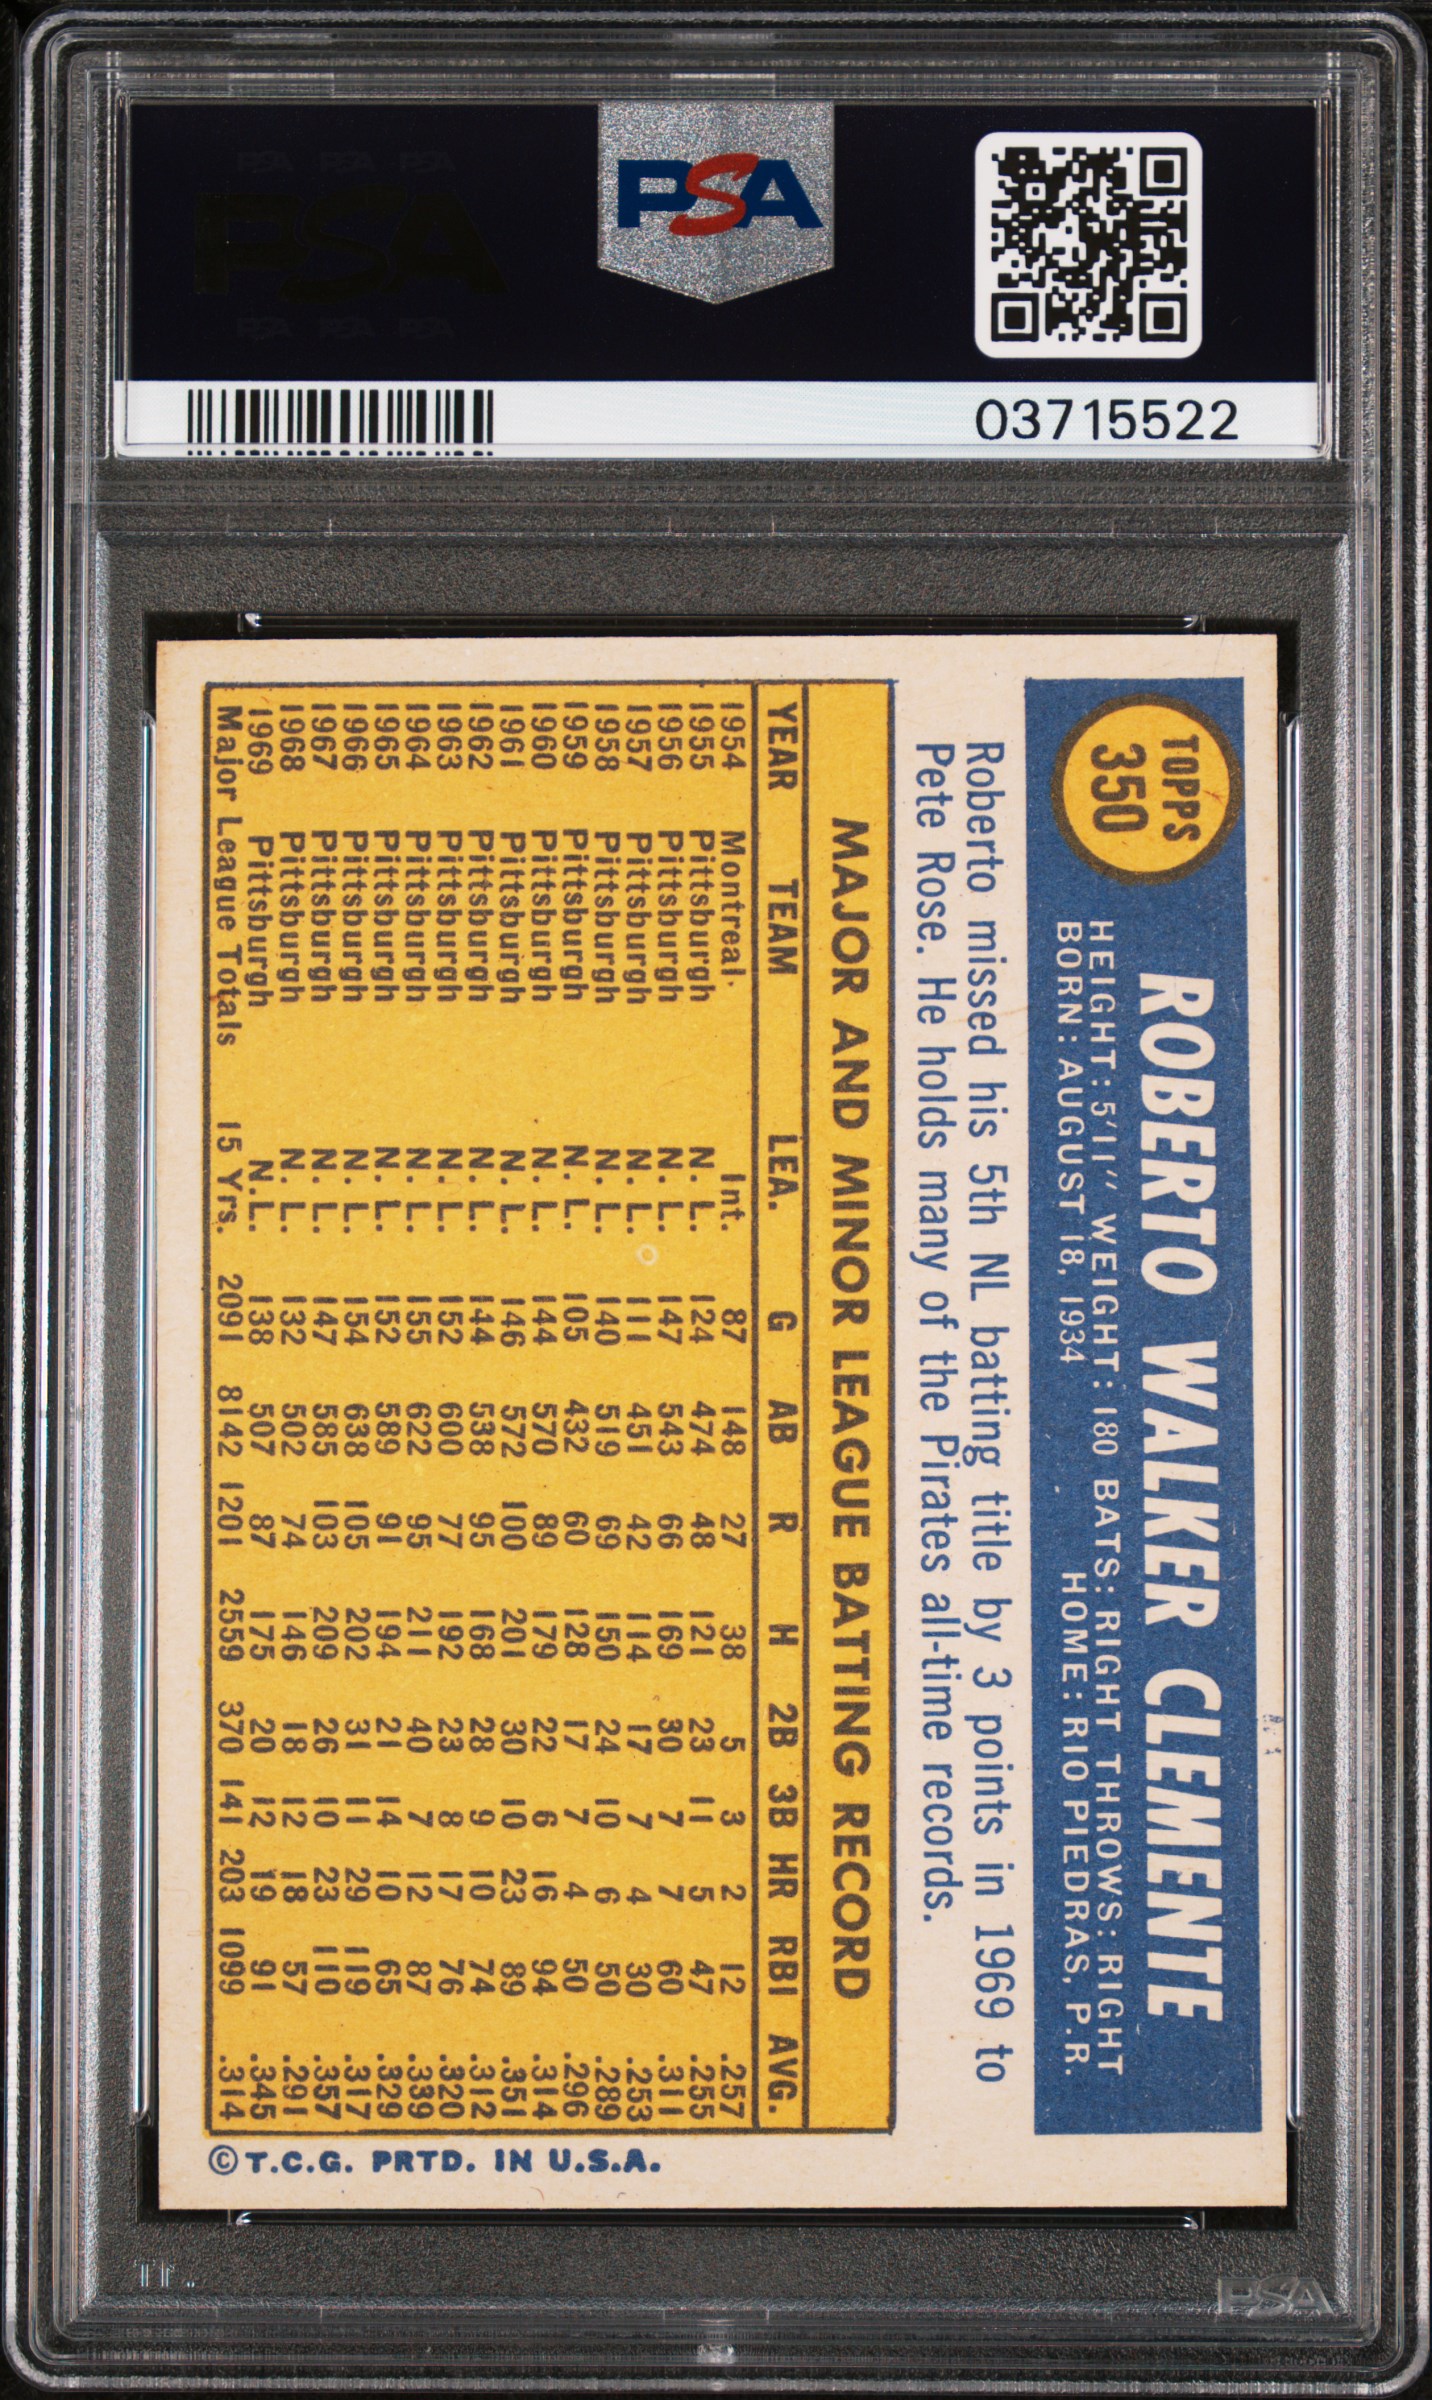 PSA
PSA PSA PSA
PSA
PSA PSA PSA
03715522
TOPPS
350
ROBERTO WALKER CLEMENTE
HEIGHT: 5'11" WEIGHT: 180 BATS: RIGHT THROWS: RIGHT
BORN: AUGUST 18, 1934 HOME: RIO PIEDRAS, P.R.
Roberto missed his 5th NL batting title by 3 points in 1969 to
Pete Rose. He holds many of the Pirates all-time records.
MAJOR AND MINOR LEAGUE BATTING RECORD
YEAR TEAM LEA. G AB R H 2B 3B HR RBI AVG.
1954 Montreal Int. 87 148 27 38 5 3 2 12 .257
1955 Pittsburgh N.L. 124 474 48 121 23 11 5 47 .255
1956 Pittsburgh N.L. 147 543 66 169 30 7 7 60 .311
1957 Pittsburgh N.L. 111 451 42 114 17 7 4 30 .253
1958 Pittsburgh N.L. 140 519 69 150 24 10 6 50 .289
1959 Pittsburgh N.L. 105 432 60 128 17 7 4 50 .296
1960 Pittsburgh N.L. 144 570 89 179 22 6 16 94 .314
1961 Pittsburgh N.L. 146 572 100 201 30 10 23 89 .351
1962 Pittsburgh N.L. 144 538 95 168 28 9 10 74 .312
1963 Pittsburgh N.L. 152 600 77 192 23 8 17 76 .320
1964 Pittsburgh N.L. 155 622 95 211 40 7 12 87 .339
1965 Pittsburgh N.L. 152 589 91 194 21 14 10 65 .329
1966 Pittsburgh N.L. 154 638 105 202 31 11 29 119 .317
1967 Pittsburgh N.L. 147 585 103 209 26 10 23 110 .357
1968 Pittsburgh N.L. 132 502 74 146 18 12 18 57 .291
1969 Pittsburgh N.L. 138 507 87 175 20 12 19 91 .345
Major League Totals 15 Yrs. 2091 8142 1201 2559 370 141 203 1099 .314
© T.C.G. PRTD. IN U.S.A.
PSA